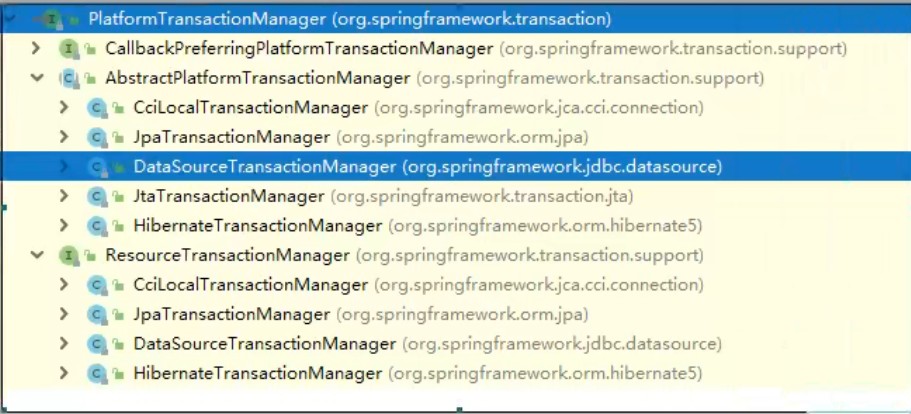 PlatformTransactionManager (org.springframework.transaction)
CallbackPreferringPlatformTransactionManager (org.springframework.transaction.support)
AbstractPlatformTransactionManager (org.springframework.transaction.support)
CciLocalTransactionManager (org.springframework.jca.cci.connection)
JpaTransactionManager (org.springframework.orm.jpa)
DataSourceTransactionManager (org.springframework.jdbc.datasource)
JtaTransactionManager (org.springframework.transaction.jta)
HibernateTransactionManager (org.springframework.orm.hibernate5)
ResourceTransactionManager (org.springframework.transaction.support)
CciLocalTransactionManager (org.springframework.jca.cci.connection)
JpaTransactionManager (org.springframework.orm.jpa)
DataSourceTransactionManager (org.springframework.jdbc.datasource)
HibernateTransactionManager (org.springframework.orm.hibernate5)